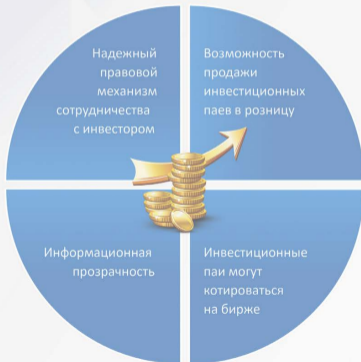 Надежный
правовой
механизм
сотрудничества
с инвестором
Возможность
продажи
инвестиционных
паев в розницу
Информационная
прозрачность
Инвестиционные
паи могут
котироваться
на бирже